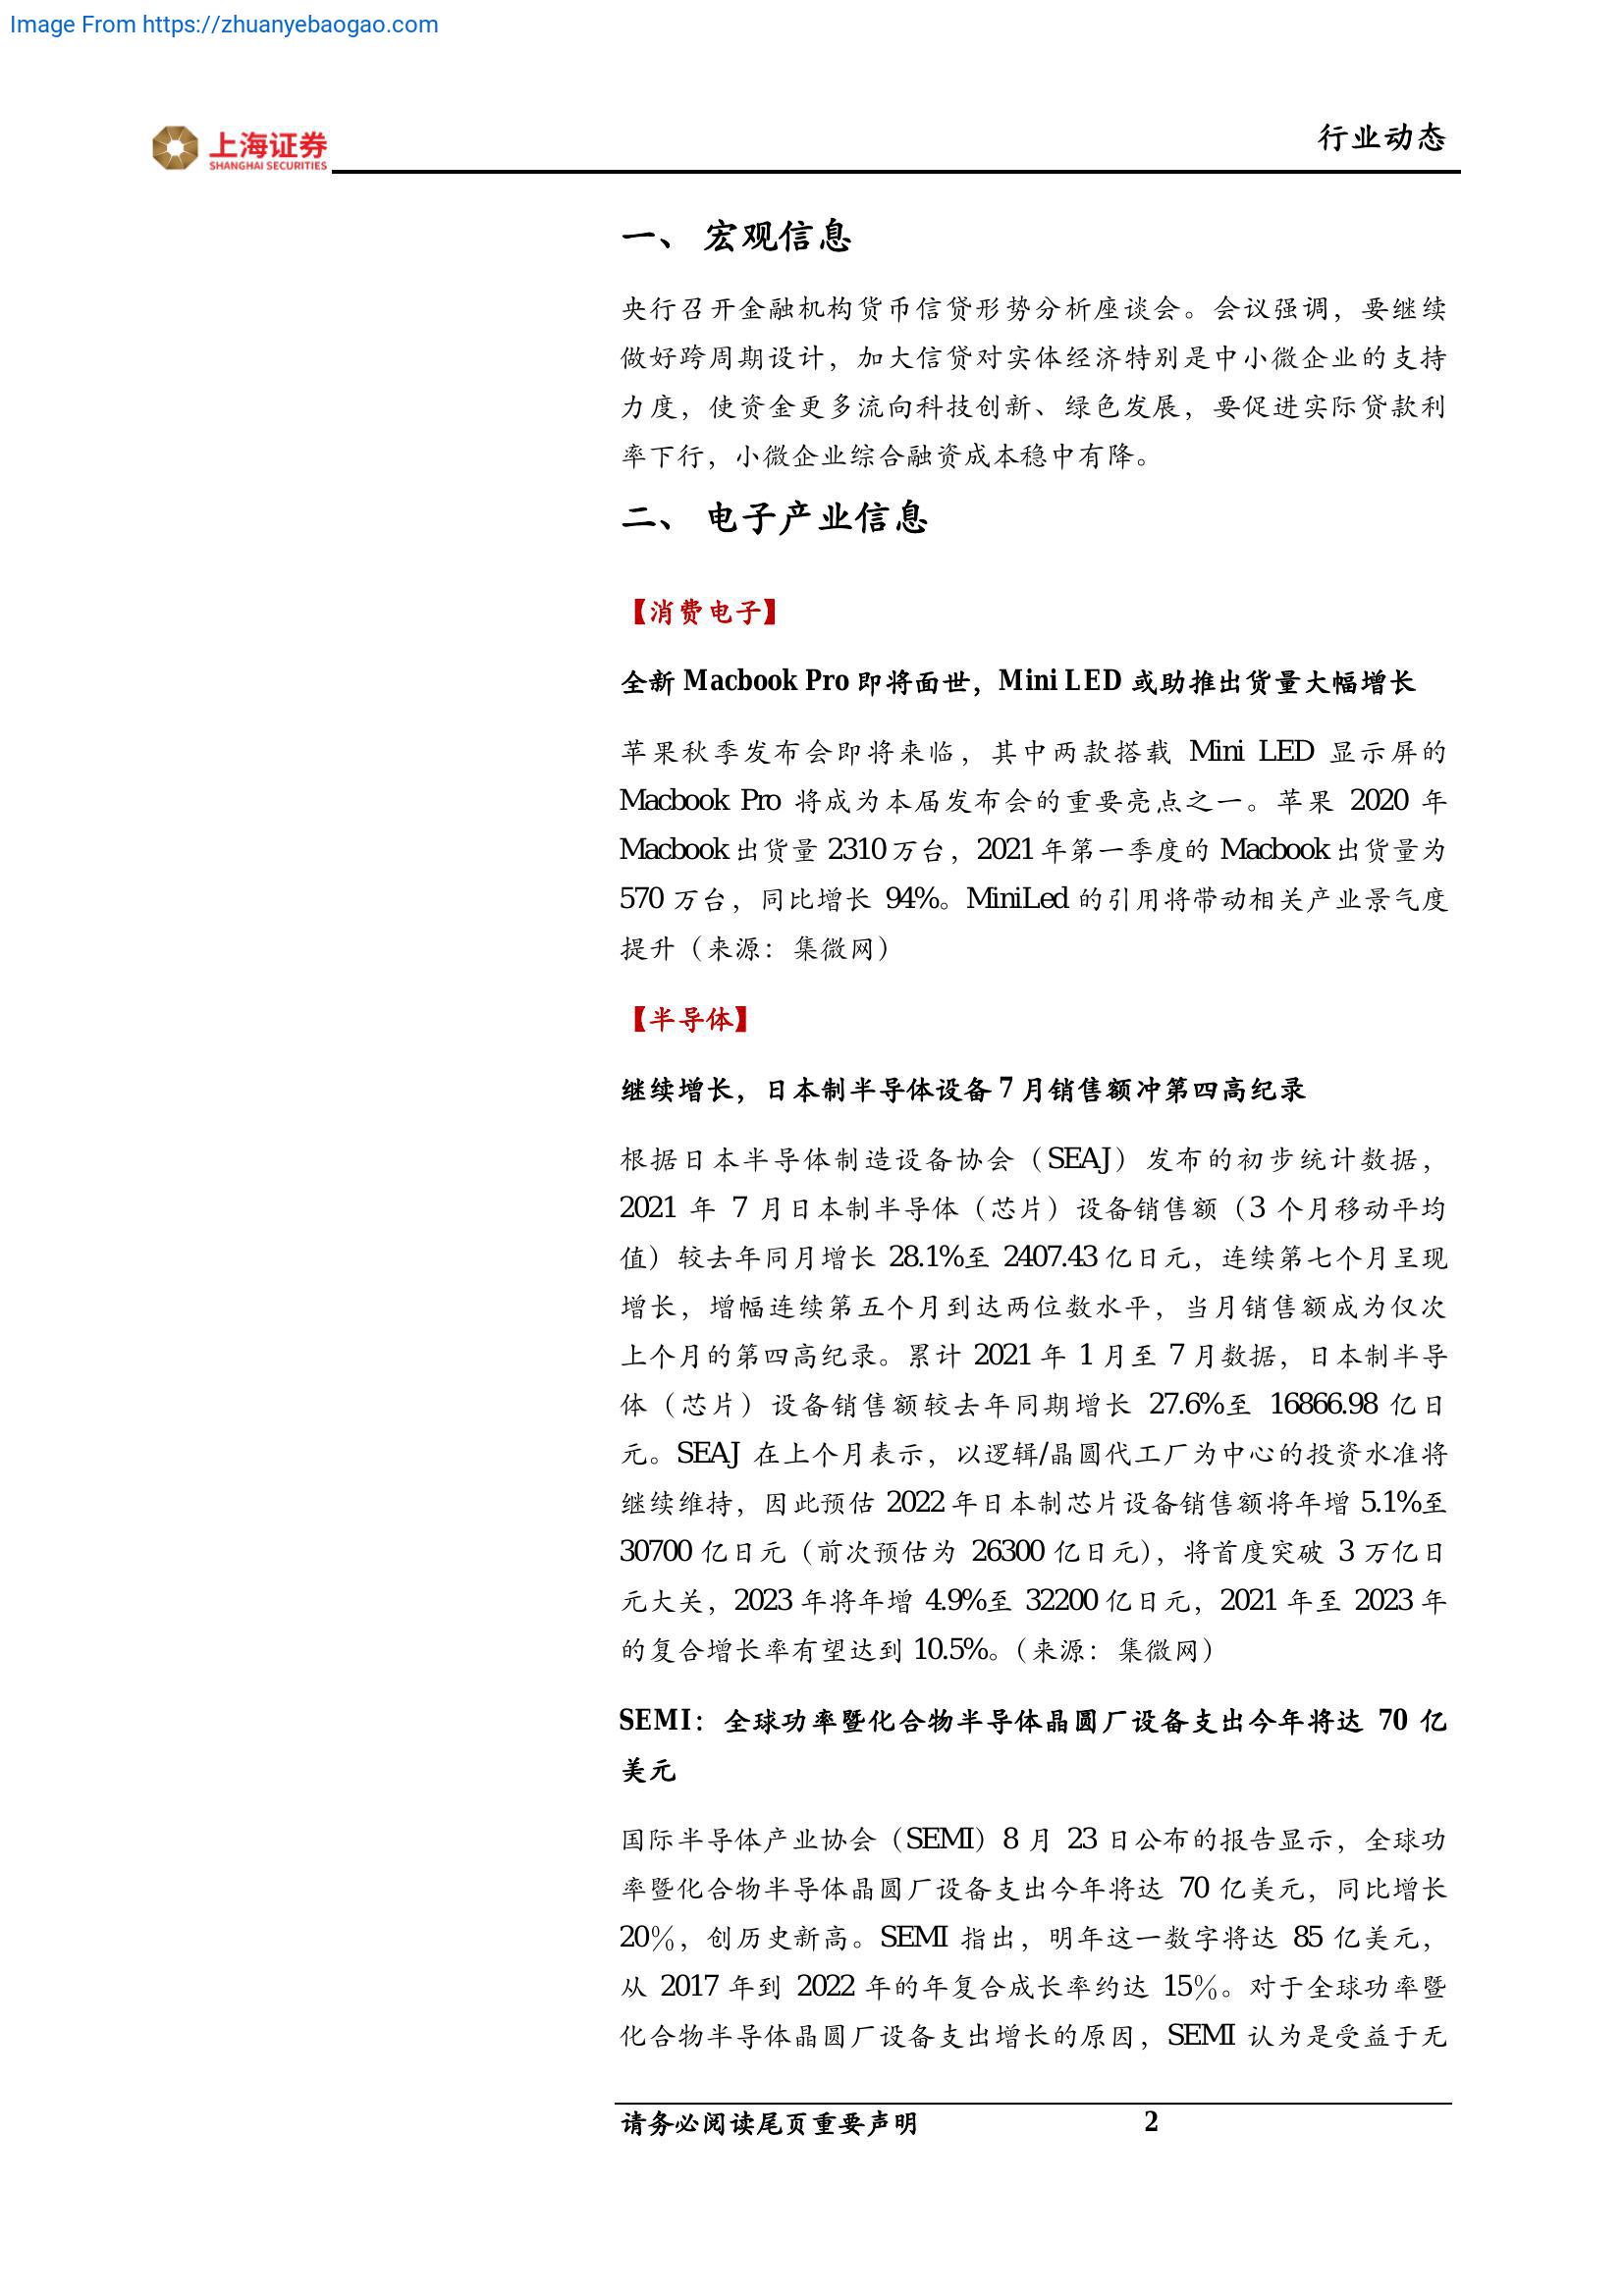 Image From https://zhuanyebaogao.com
上海证券
SHANGHAI SECURITIES
行业动态
一、 宏观信息
央行召开金融机构货币信贷形势分析座谈会。会议强调，要继续
做好跨周期设计，加大信贷对实体经济特别是中小微企业的支持
力度，使资金更多流向科技创新、绿色发展，要促进实际贷款利
率下行，小微企业综合融资成本稳中有降。
二、 电子产业信息
【消费电子】
全新 Macbook Pro 即将面世，Mini LED 或助推出货量大幅增长
苹果秋季发布会即将来临，其中两款搭载 Mini LED 显示屏的
Macbook Pro 将成为本届发布会的重要亮点之一。苹果 2020 年
Macbook 出货量 2310 万台，2021 年第一季度的 Macbook 出货量为
570 万台，同比增长 94%。MiniLed 的引用将带动相关产业景气度
提升（来源：集微网）
【半导体】
继续增长，日本制半导体设备 7 月销售额冲第四高纪录
根据日本半导体制造设备协会（SEAJ）发布的初步统计数据，
2021 年 7 月日本制半导体（芯片）设备销售额（3 个月移动平均
值）较去年同月增长 28.1%至 2407.43 亿日元，连续第七个月呈现
增长，增幅连续第五个月到达两位数水平，当月销售额成为仅次
上个月的第四高纪录。累计 2021 年 1 月至 7 月数据，日本制半导
体（芯片）设备销售额较去年同期增长 27.6%至 16866.98 亿日
元。SEAJ 在上个月表示，以逻辑/晶圆代工厂为中心的投资水准将
继续维持，因此预估 2022 年日本制芯片设备销售额将年增 5.1%至
30700 亿日元（前次预估为 26300 亿日元），将首度突破 3 万亿日
元大关，2023 年将年增 4.9%至 32200 亿日元，2021 年至 2023 年
的复合增长率有望达到 10.5%。（来源：集微网）
SEMI：全球功率暨化合物半导体晶圆厂设备支出今年将达 70 亿
美元
国际半导体产业协会（SEMI）8 月 23 日公布的报告显示，全球功
率暨化合物半导体晶圆厂设备支出今年将达 70 亿美元，同比增长
20％，创历史新高。SEMI 指出，明年这一数字将达 85 亿美元，
从 2017 年到 2022 年的年复合成长率约达 15％。对于全球功率暨
化合物半导体晶圆厂设备支出增长的原因，SEMI 认为是受益于无
请务必阅读尾页重要声明 2